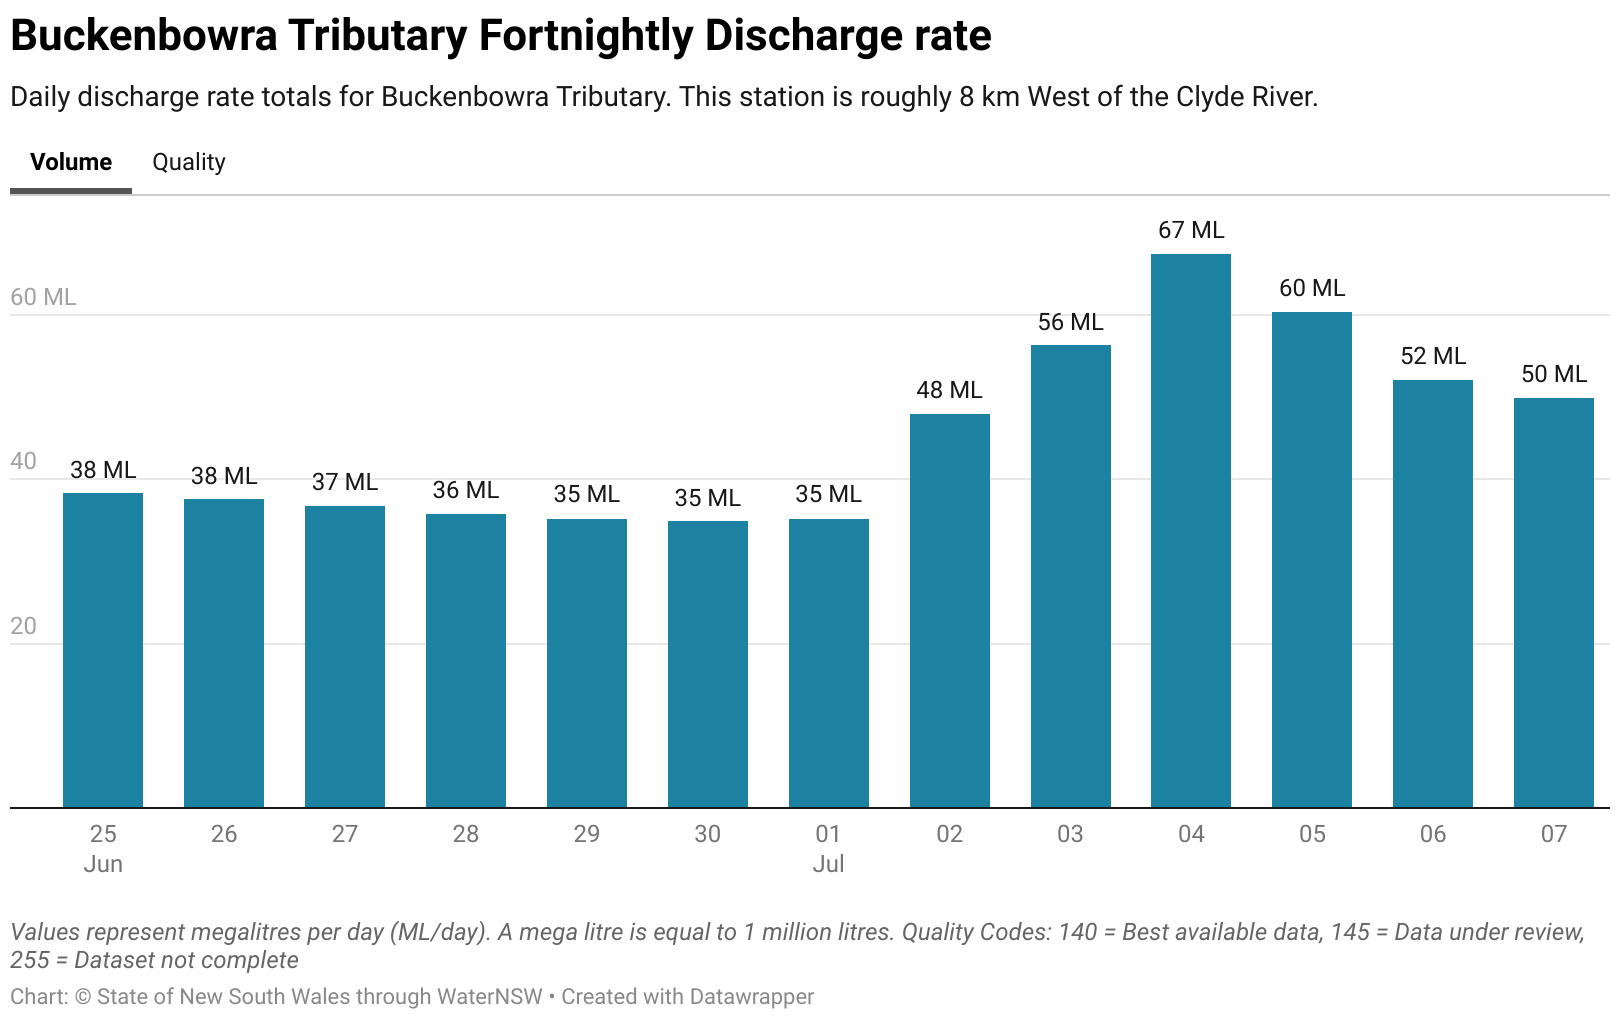 Buckenbowra Tributary Fortnightly Discharge rate
Daily discharge rate totals for Buckenbowra Tributary. This station is roughly 8 km West of the Clyde River.
Volume Quality
67 ML
60 ML
60 ML
56 ML
52 ML
50 ML
48 ML
40
38 ML 38 ML 37 ML 36 ML 35 ML 35 ML 35 ML
20
25 26 27 28 29 30 01 02 03 04 05 06 07
Jun Jul
Values represent megalitres per day (ML/day). A mega litre is equal to 1 million litres. Quality Codes: 140 = Best available data, 145 = Data under review,
255 = Dataset not complete
Chart: © State of New South Wales through WaterNSW • Created with Datawrapper